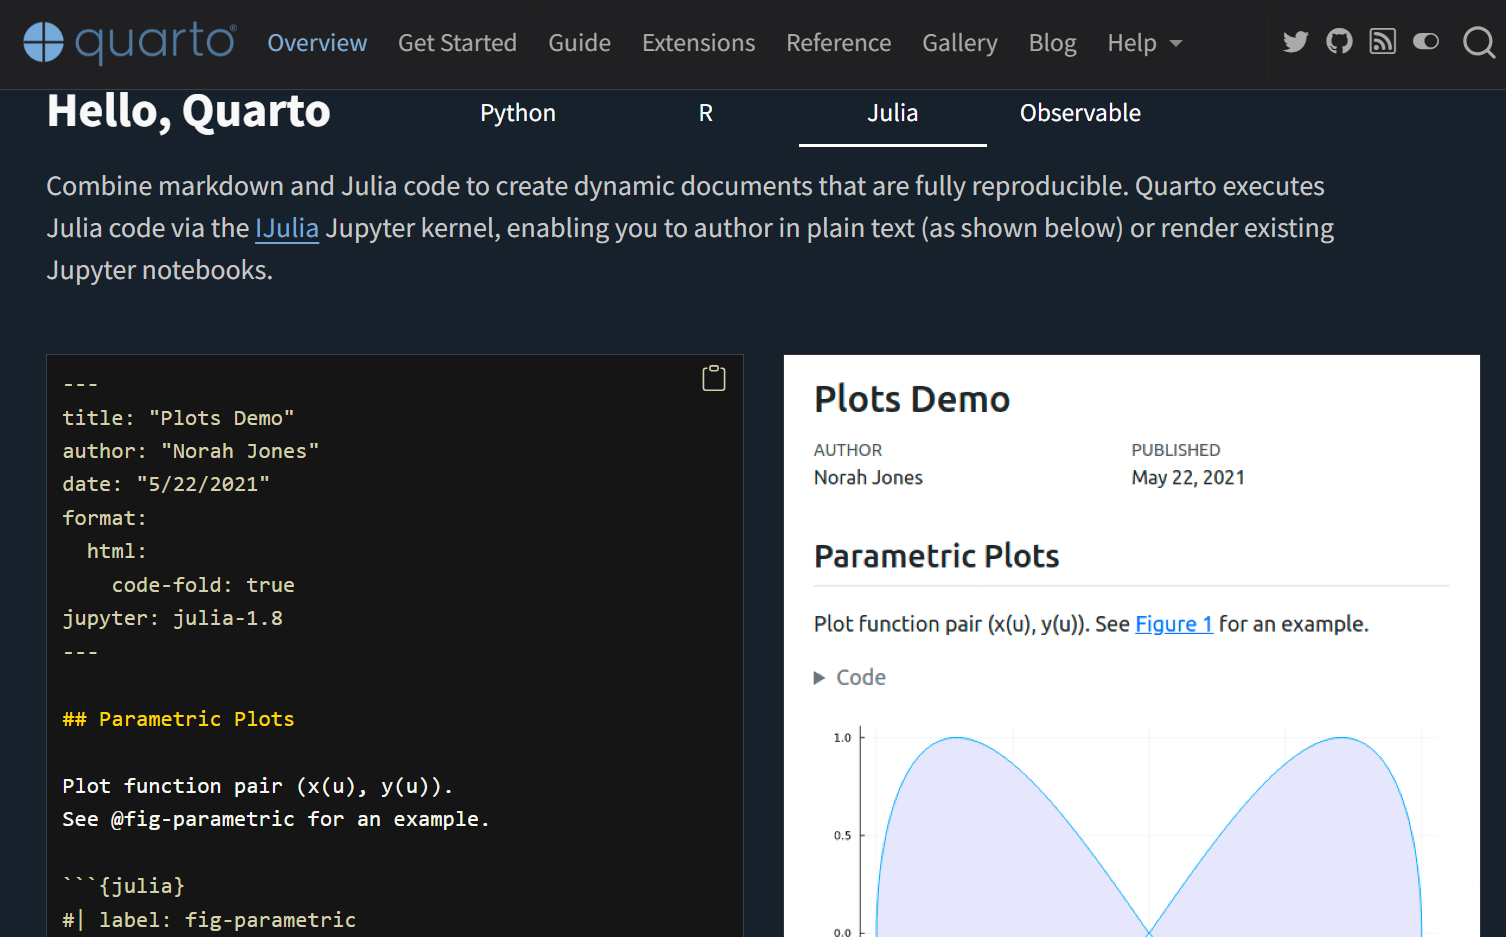 quarto®
Overview
Get Started
Guide
Extensions
Reference
Gallery
Blog
Help
Hello, Quarto
Python
R
Julia
Observable
Combine markdown and Julia code to create dynamic documents that are fully reproducible. Quarto executes
Julia code via the IJulia Jupyter kernel, enabling you to author in plain text (as shown below) or render existing
Jupyter notebooks.
---
title: "Plots Demo"
author: "Norah Jones"
date: "5/22/2021"
format:
  html:
    code-fold: true
jupyter: julia-1.8
---
## Parametric Plots
Plot function pair (x(u), y(u)).
See @fig-parametric for an example.
```{julia}
#| label: fig-parametric
Plots Demo
AUTHOR
Norah Jones
PUBLISHED
May 22, 2021
Parametric Plots
Plot function pair (x(u), y(u)). See Figure 1 for an example.
Code
1.0
0.5
0.0